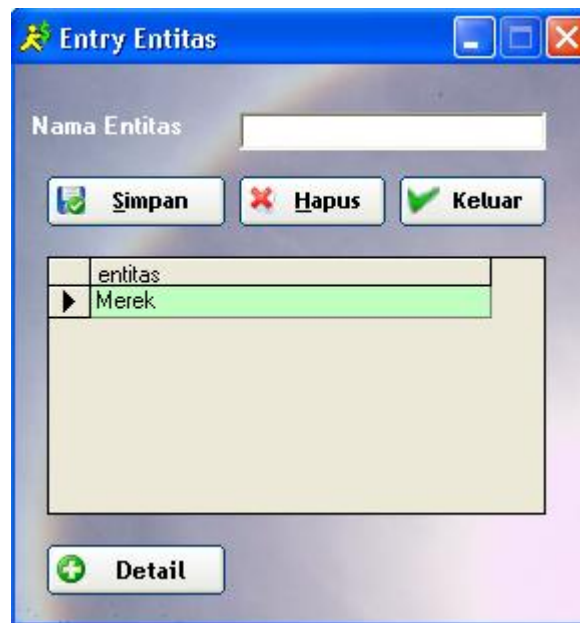 Entry Entitas
Nama Entitas
Simpan Hapus Keluar
entitas
Merek
Detail